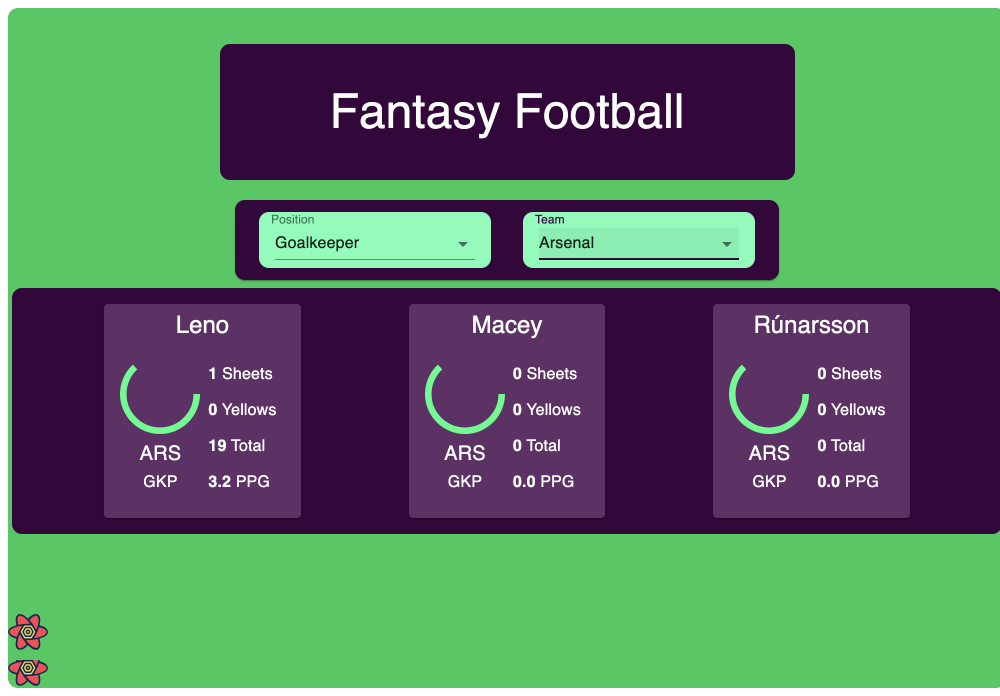 Fantasy Football
Position
Goalkeeper
Team
Arsenal
Leno
1 Sheets
0 Yellows
19 Total
3.2 PPG
ARS
GKP
Macey
0 Sheets
0 Yellows
0 Total
0.0 PPG
ARS
GKP
Rúnarsson
0 Sheets
0 Yellows
0 Total
0.0 PPG
ARS
GKP